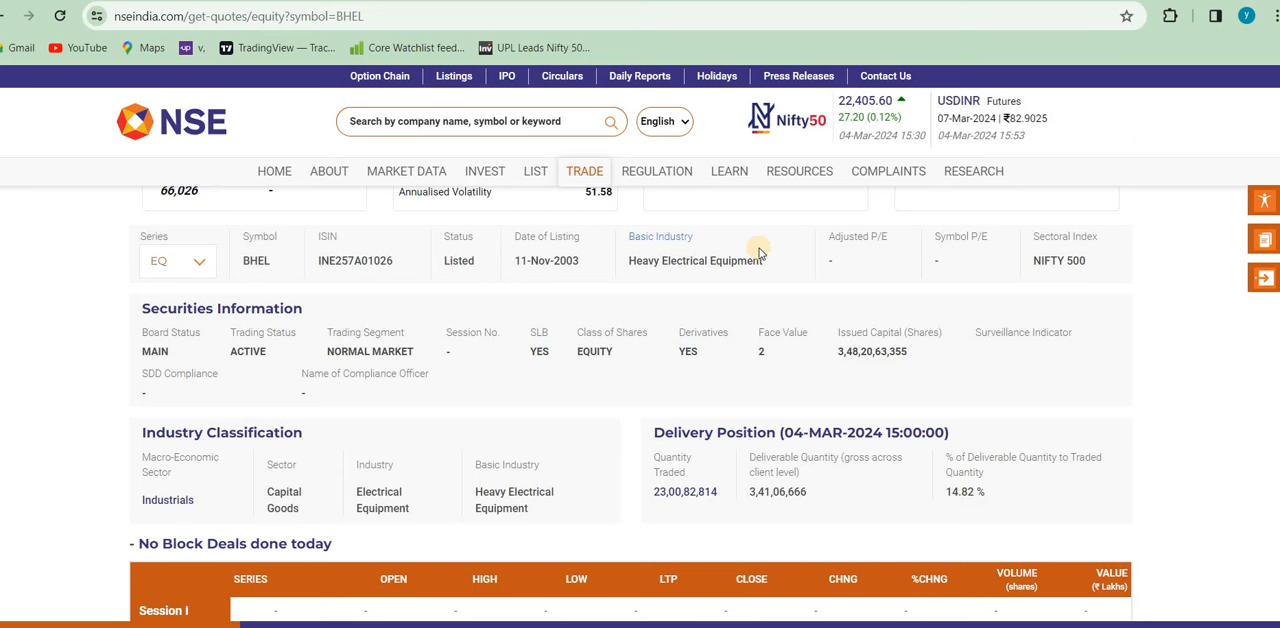 nseindia.com/get-quotes/equity?symbol=BHEL
y
Gmail YouTube Maps up v, TradingView — Trac... Core Watchlist feed... inv UPL Leads Nifty 50...
Option Chain Listings IPO Circulars Daily Reports Holidays Press Releases Contact Us
NSE
Search by company name, symbol or keyword
English
Nifty50
22,405.60
27.20 (0.12%)
04-Mar-2024 15:30
USDINR Futures
07-Mar-2024 | ₹82.9025
04-Mar-2024 15:53
HOME ABOUT MARKET DATA INVEST LIST TRADE REGULATION LEARN RESOURCES COMPLAINTS RESEARCH
66,026 - Annualised Volatility 51.58
Series Symbol ISIN Status Date of Listing Basic Industry Adjusted P/E Symbol P/E Sectoral Index
EQ BHEL INE257A01026 Listed 11-Nov-2003 Heavy Electrical Equipment - - NIFTY 500
Securities Information
Board Status Trading Status Trading Segment Session No. SLB Class of Shares Derivatives Face Value Issued Capital (Shares) Surveillance Indicator
MAIN ACTIVE NORMAL MARKET - YES EQUITY YES 2 3,48,20,63,355
SDD Compliance Name of Compliance Officer
- -
Industry Classification
Macro-Economic
Sector
Sector Industry Basic Industry
Industrials
Capital
Goods
Electrical
Equipment
Heavy Electrical
Equipment
Delivery Position (04-MAR-2024 15:00:00)
Quantity
Traded
Deliverable Quantity (gross across
client level)
% of Deliverable Quantity to Traded
Quantity
23,00,82,814 3,41,06,666 14.82 %
- No Block Deals done today
SERIES OPEN HIGH LOW LTP CLOSE CHNG %CHNG VOLUME (shares) VALUE (₹ Lakhs)
Session I - - - - - - - - - -